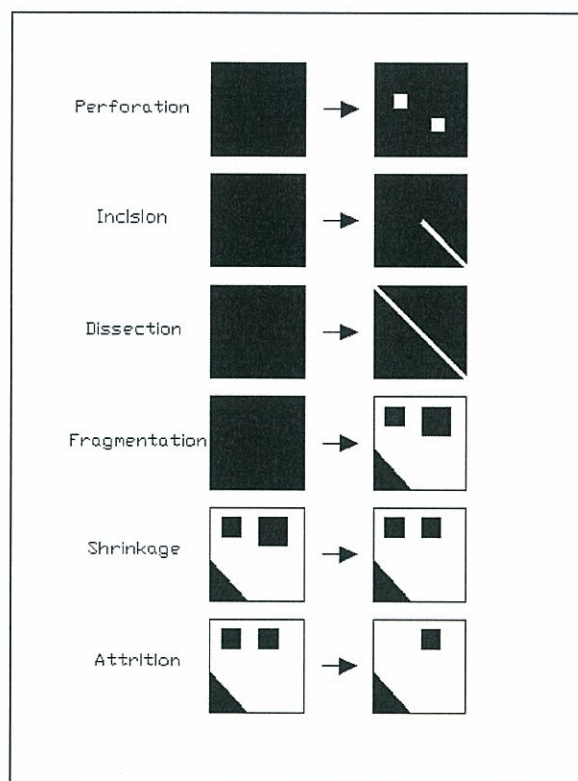 Perforation
Incision
Dissection
Fragmentation
Shrinkage
Attrition